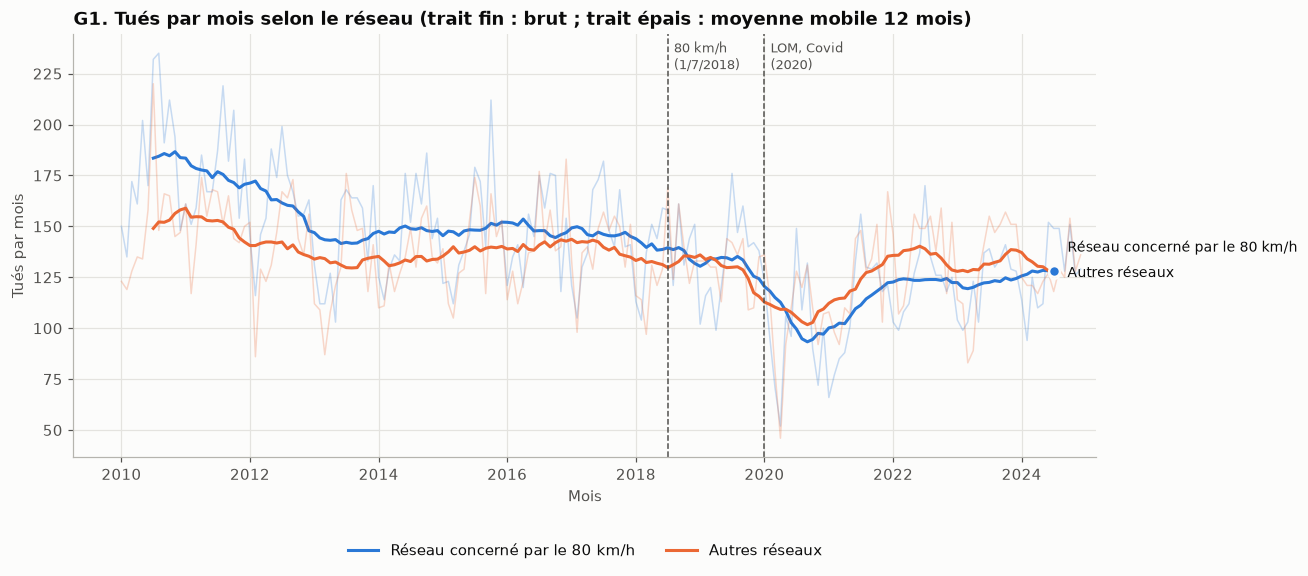 G1. Tués par mois selon le réseau (trait fin : brut ; trait épais : moyenne mobile 12 mois)
80 km/h
(1/7/2018)
LOM, Covid
(2020)
225
200
175
150
125
100
75
50
Tués par mois
Réseau concerné par le 80 km/h
Autres réseaux
2010
2012
2014
2016
2018
2020
2022
2024
Mois
Réseau concerné par le 80 km/h
Autres réseaux